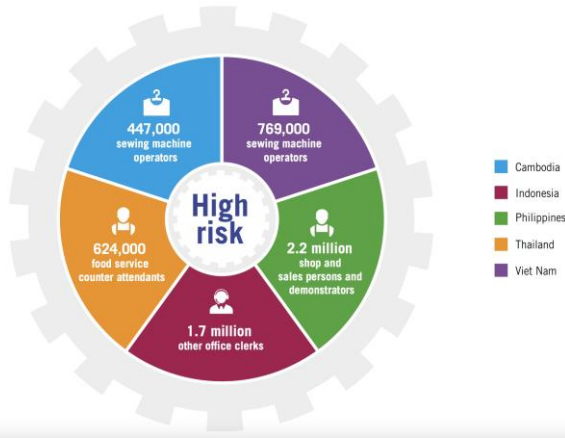 447,000
sewing machine
operators
769,000
sewing machine
operators
624,000
food service
counter attendants
High
risk
2.2 million
shop and
sales persons and
demonstrators
1.7 million
other office clerks
Cambodia
Indonesia
Philippines
Thailand
Viet Nam